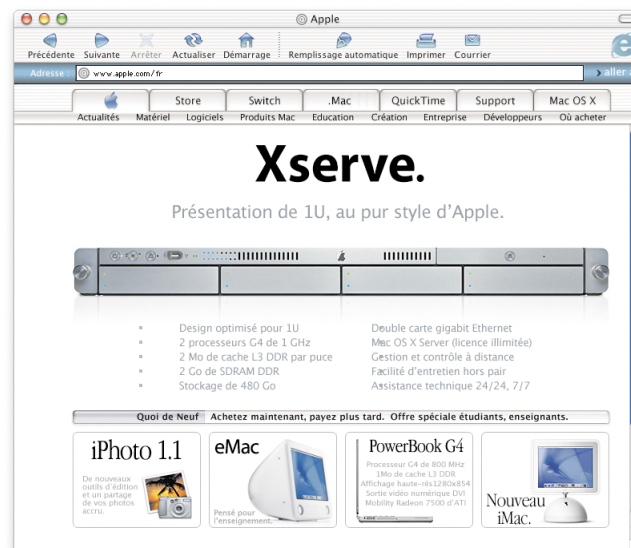 Apple
Précédente Suivante Arrêter Actualiser Démarrage Remplissage automatique Imprimer Courrier
Adresse : www.apple.com/fr aller
Store Switch .Mac QuickTime Support Mac OS X
Actualités Matériel Logiciels Produits Mac Education Création Entreprise Développeurs Où acheter
Xserve.
Présentation de 1U, au pur style d'Apple.
Design optimisé pour 1U
2 processeurs G4 de 1 GHz
2 Mo de cache L3 DDR par puce
2 Go de SDRAM DDR
Stockage de 480 Go
Double carte gigabit Ethernet
Mac OS X Server (licence illimitée)
Gestion et contrôle à distance
Facilité d'entretien hors pair
Assistance technique 24/24, 7/7
Quoi de Neuf Achetez maintenant, payez plus tard. Offre spéciale étudiants, enseignants.
iPhoto 1.1
De nouveaux
outils d'édition
et un partage
de vos photos
accru.
eMac
Pensé pour
l'enseignement.
PowerBook G4
Processeur G4 de 800 MHz
1Mo de cache L3 DDR
Affichage haute-rés1280x854
Sortie vidéo numérique DVI
Mobility Radeon 7500 d'ATI
Nouveau
iMac.